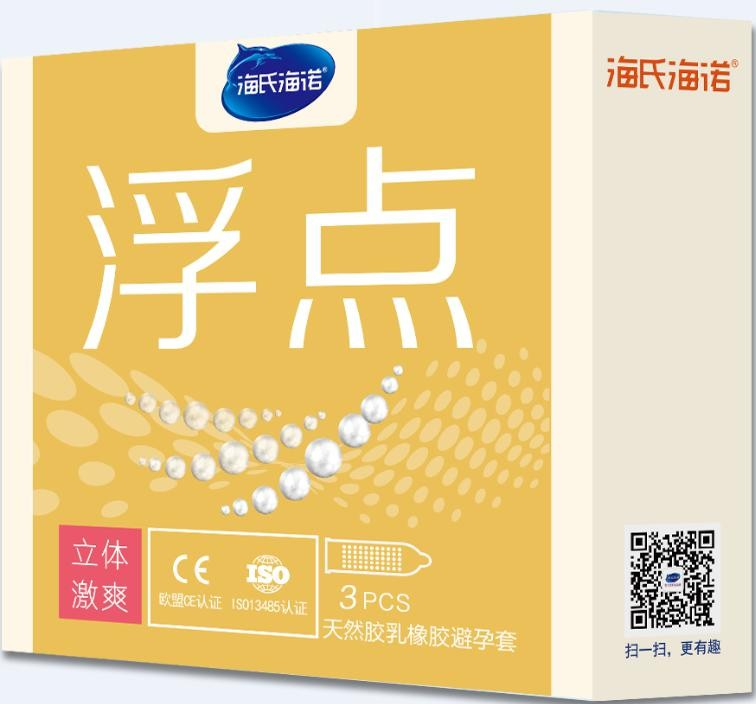 海氏海诺®
海氏海诺®
浮点
立体
激爽
CE
欧盟CE认证
ISO
ISO13485认证
3PCS
天然胶乳橡胶避孕套
扫一扫，更有趣